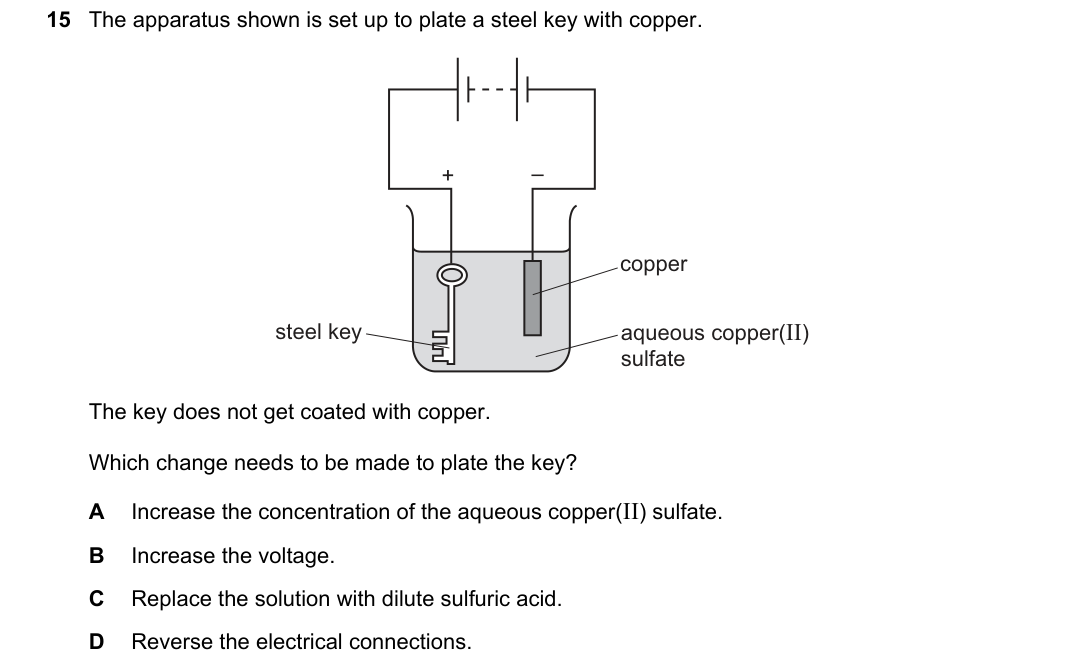 15 The apparatus shown is set up to plate a steel key with copper.
+ –
copper
steel key
aqueous copper(II)
sulfate
The key does not get coated with copper.
Which change needs to be made to plate the key?
A Increase the concentration of the aqueous copper(II) sulfate.
B Increase the voltage.
C Replace the solution with dilute sulfuric acid.
D Reverse the electrical connections.